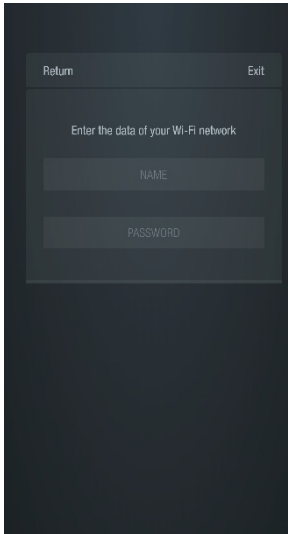 Return
Exit
Enter the data of your Wi-Fi network
NAME
PASSWORD